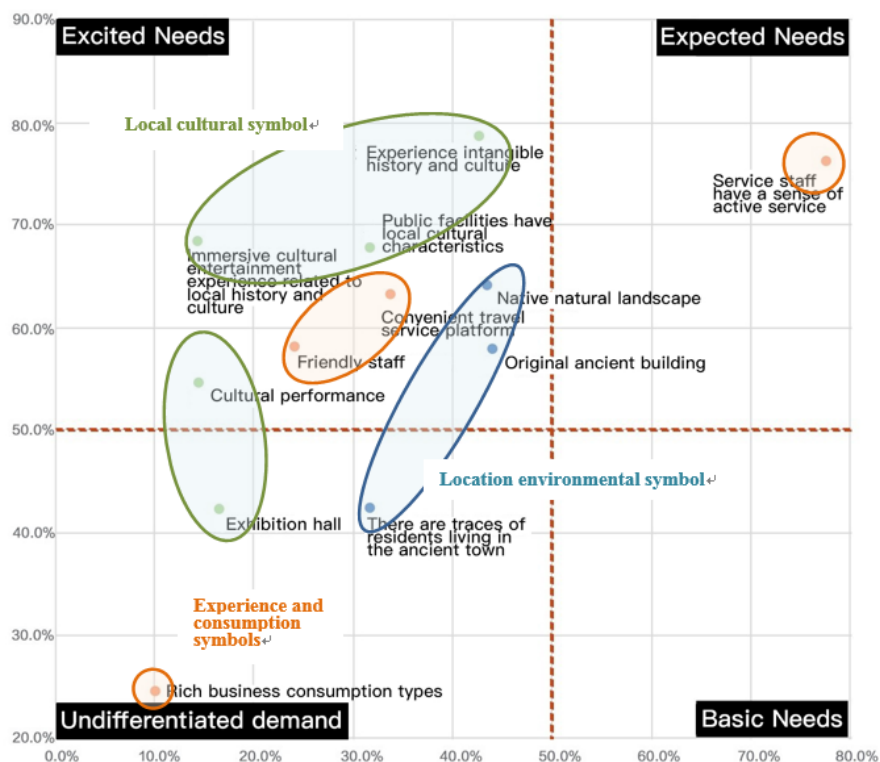 90.0%
Excited Needs
Expected Needs
Local cultural symbol↵
80.0%
Experience intangible
history and culture
Service staff
have a sense of
active service
70.0%
Public facilities have
local cultural
characteristics
Immersive cultural
entertainment
experience related to
local history and
culture
Native natural landscape
Convenient travel
service platform
60.0%
Friendly staff
Original ancient building
Cultural performance
50.0%
Location environmental symbol↵
Exhibition hall
There are traces of
residents living in
the ancient town
40.0%
Experience and
consumption
symbols↵
30.0%
Rich business consumption types
Undifferentiated demand
Basic Needs
20.0%
0.0% 10.0% 20.0% 30.0% 40.0% 50.0% 60.0% 70.0% 80.0%